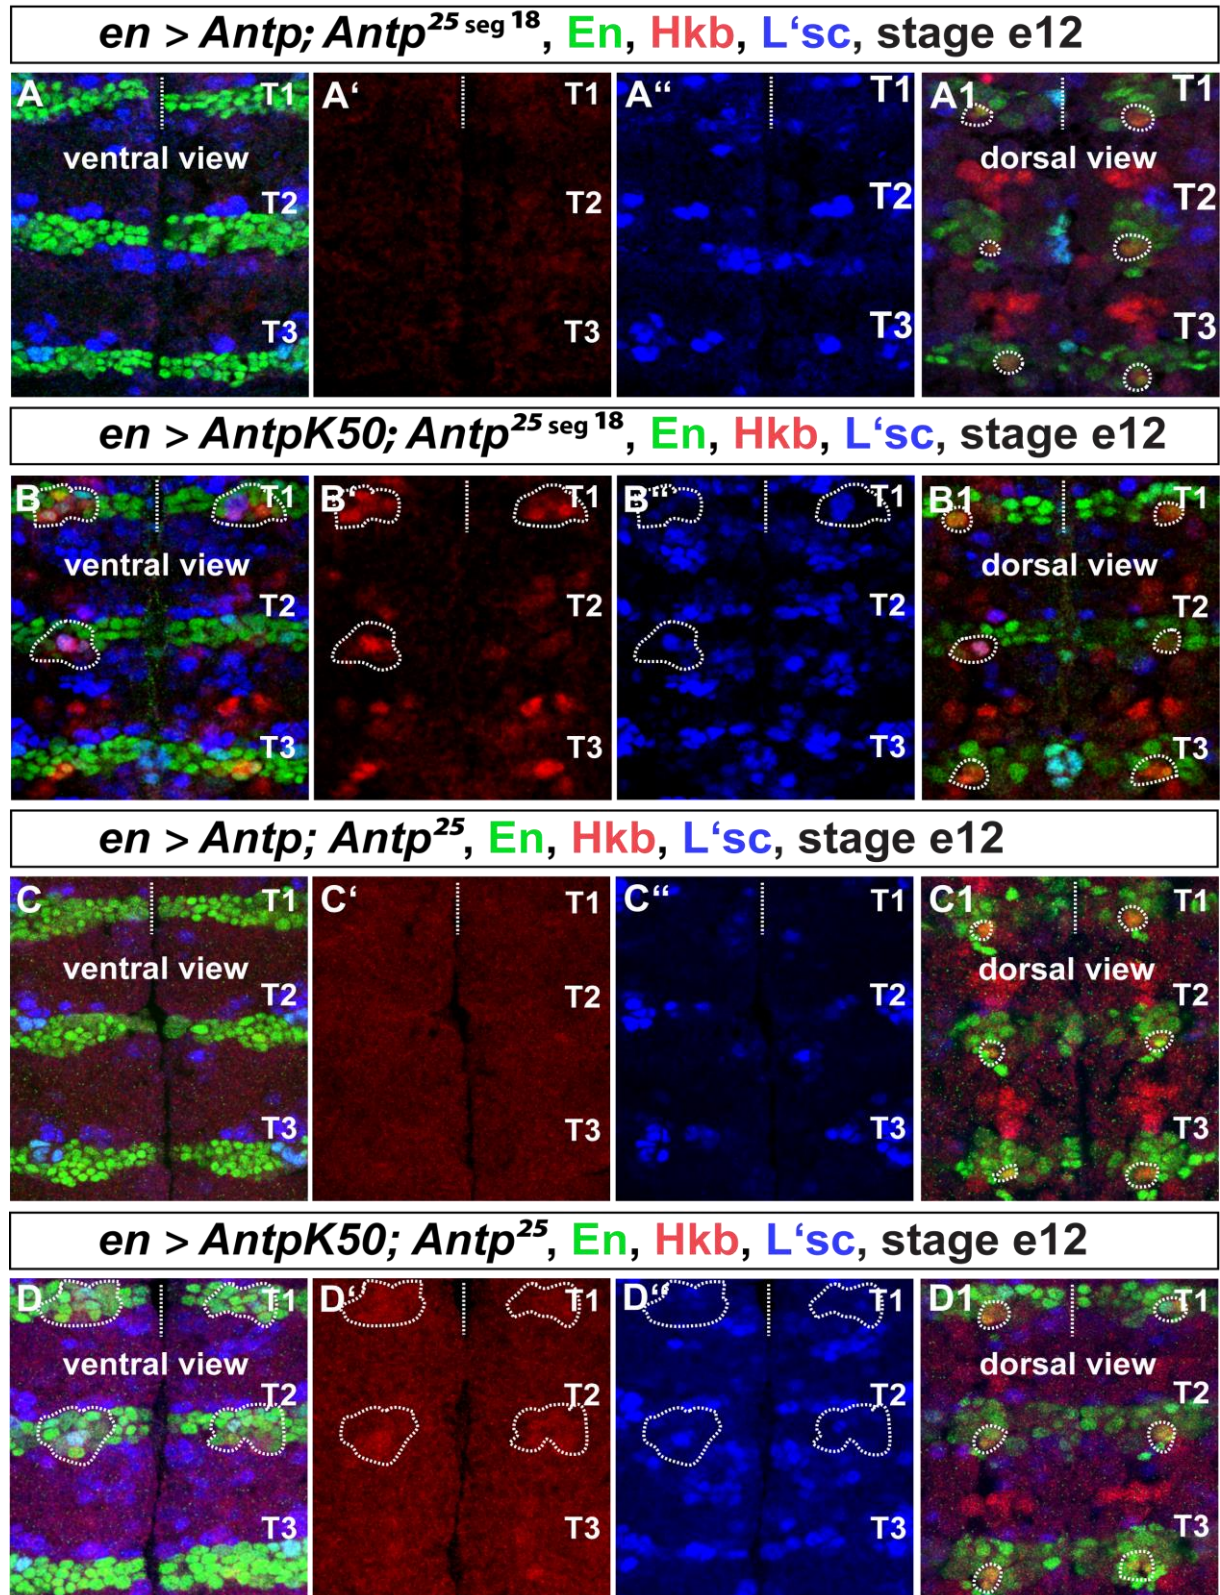 en > Antp; Antp25 seg 18, En, Hkb, L‘sc, stage e12
A T1 A‘ T1 A“ T1 A1 T1
ventral view dorsal view
T2 T2 T2 T2
T3 T3 T3 T3
en > AntpK50; Antp25 seg 18, En, Hkb, L‘sc, stage e12
B T1 B‘ T1 B“ T1 B1 T1
ventral view dorsal view
T2 T2 T2 T2
T3 T3 T3 T3
en > Antp; Antp25, En, Hkb, L‘sc, stage e12
C T1 C‘ T1 C“ T1 C1 T1
ventral view dorsal view
T2 T2 T2 T2
T3 T3 T3 T3
en > AntpK50; Antp25, En, Hkb, L‘sc, stage e12
D T1 D‘ T1 D“ T1 D1 T1
ventral view dorsal view
T2 T2 T2 T2
T3 T3 T3 T3